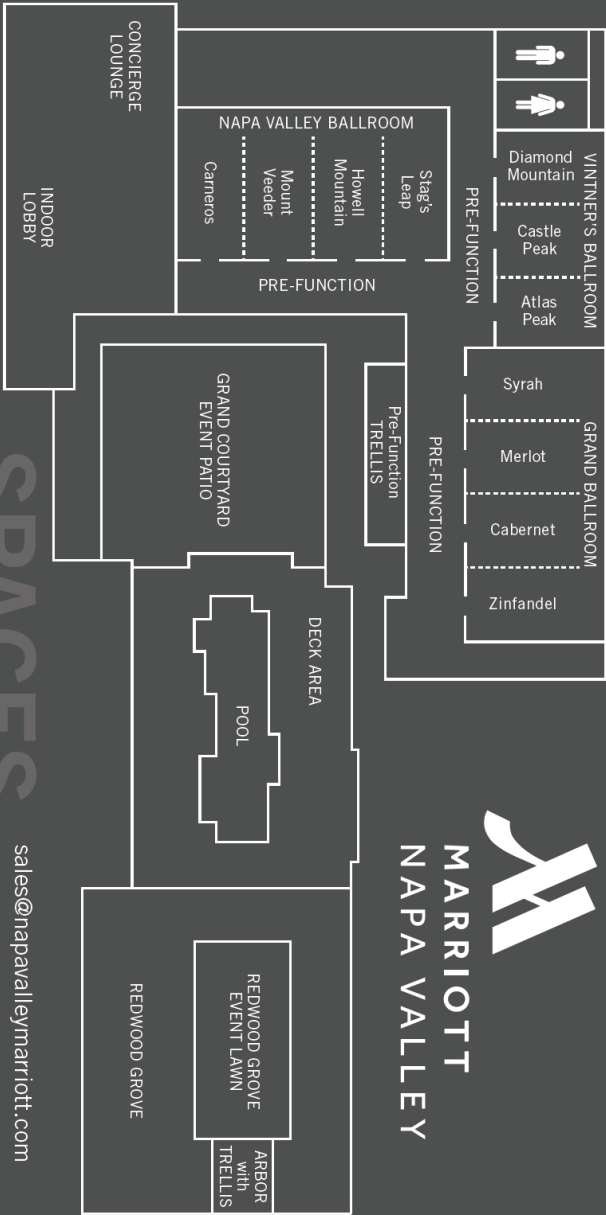 CONCIERGE
LOUNGE
INDOOR
LOBBY
NAPA VALLEY BALLROOM
Carneros
Mount
Veeder
Howell
Mountain
Stag's
Leap
PRE-FUNCTION
PRE-FUNCTION
VINTNER'S BALLROOM
Diamond
Mountain
Castle
Peak
Atlas
Peak
GRAND BALLROOM
Syrah
Merlot
Cabernet
Zinfandel
PRE-FUNCTION
Pre-Function
TRELLIS
GRAND COURTYARD
EVENT PATIO
DECK AREA
POOL
MARRIOTT
NAPA VALLEY
REDWOOD GROVE
EVENT LAWN
ARBOR
with
TRELLIS
REDWOOD GROVE
SPACES
sales@napavalleymarriott.com